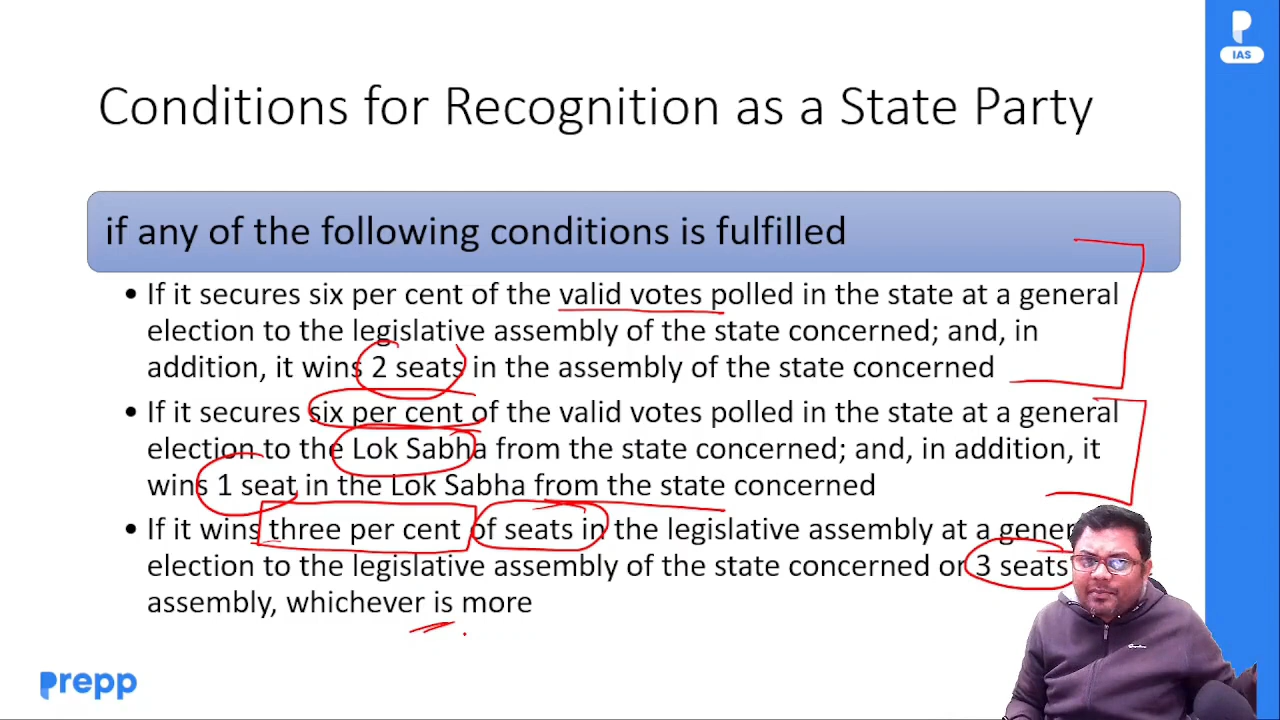 IAS
Conditions for Recognition as a State Party
if any of the following conditions is fulfilled
• If it secures six per cent of the valid votes polled in the state at a general
election to the legislative assembly of the state concerned; and, in
addition, it wins 2 seats in the assembly of the state concerned
• If it secures six per cent of the valid votes polled in the state at a general
election to the Lok Sabha from the state concerned; and, in addition, it
wins 1 seat in the Lok Sabha from the state concerned
• If it wins three per cent of seats in the legislative assembly at a
election to the legislative assembly of the state concerned or 3 seats
assembly, whichever is more
prepp